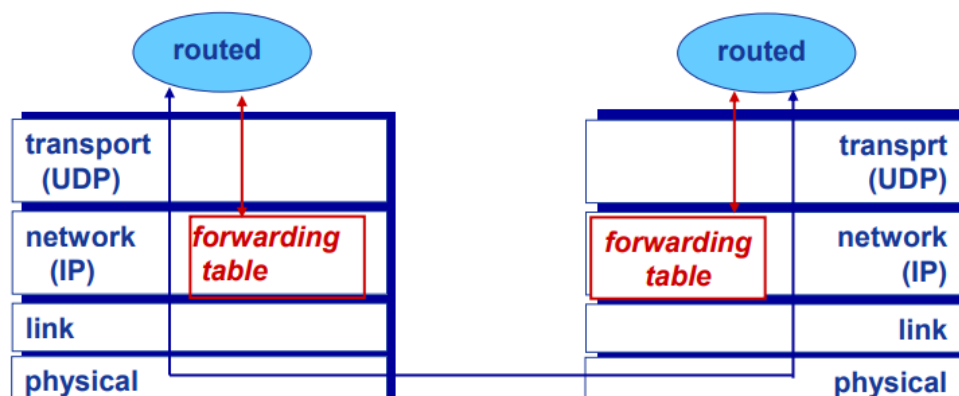 routed
routed
transport
(UDP)
transprt
(UDP)
network
(IP)
forwarding
table
forwarding
table
network
(IP)
link
link
physical
physical